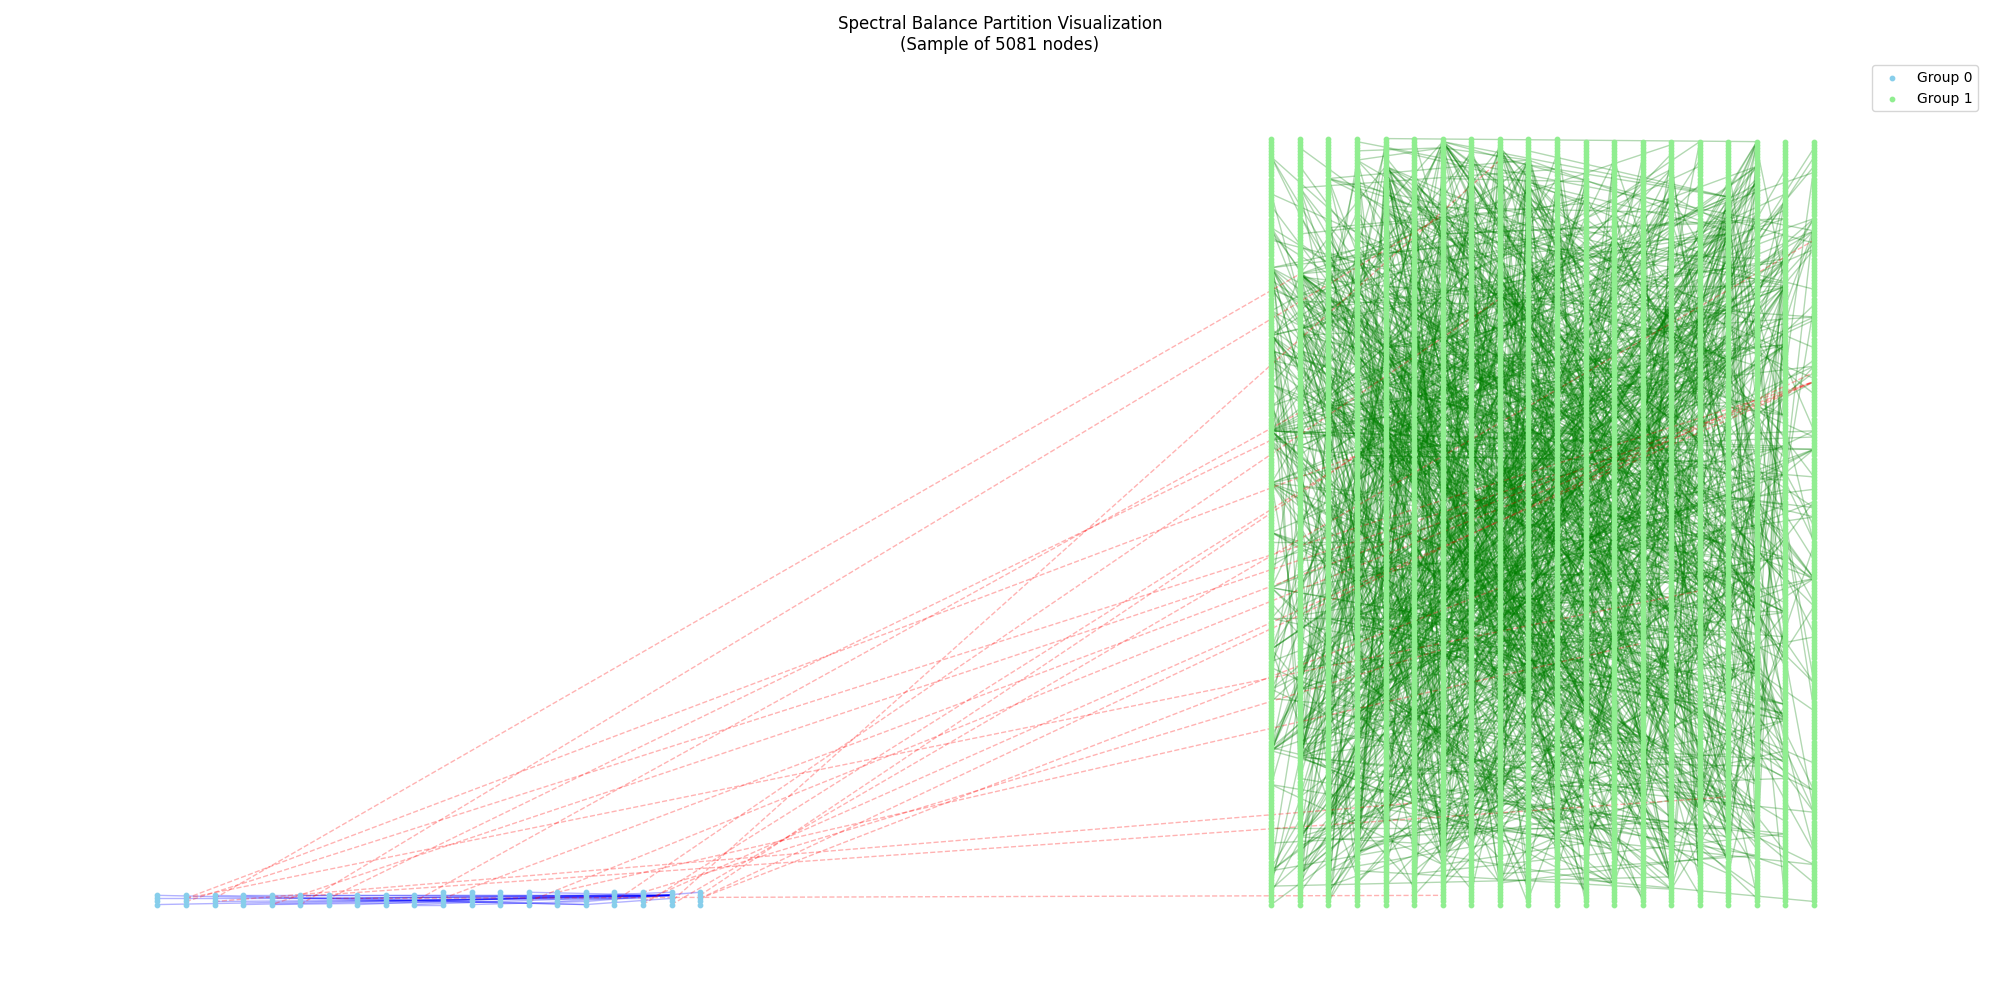 Spectral Balance Partition Visualization
(Sample of 5081 nodes)
Group 0
Group 1